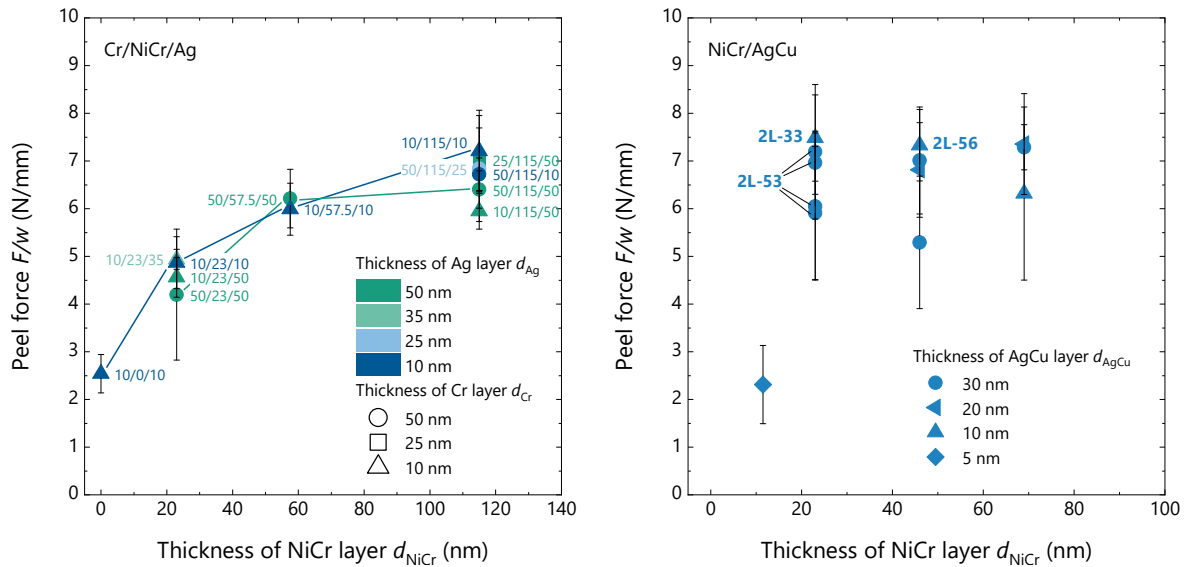 Cr/NiCr/Ag
Peel force F/w (N/mm)
10
9
8
7
6
5
4
3
2
1
0
10/115/10
25/115/50
50/115/25
50/115/10
50/115/50
10/115/50
50/57.5/50
10/57.5/10
10/23/35
10/23/10
10/23/50
50/23/50
10/0/10
Thickness of Ag layer dAg
50 nm
35 nm
25 nm
10 nm
Thickness of Cr layer dCr
50 nm
25 nm
10 nm
0 20 40 60 80 100 120 140
Thickness of NiCr layer dNiCr (nm)
NiCr/AgCu
Peel force F/w (N/mm)
10
9
8
7
6
5
4
3
2
1
0
2L-33
2L-56
2L-53
Thickness of AgCu layer dAgCu
30 nm
20 nm
10 nm
5 nm
0 20 40 60 80 100
Thickness of NiCr layer dNiCr (nm)